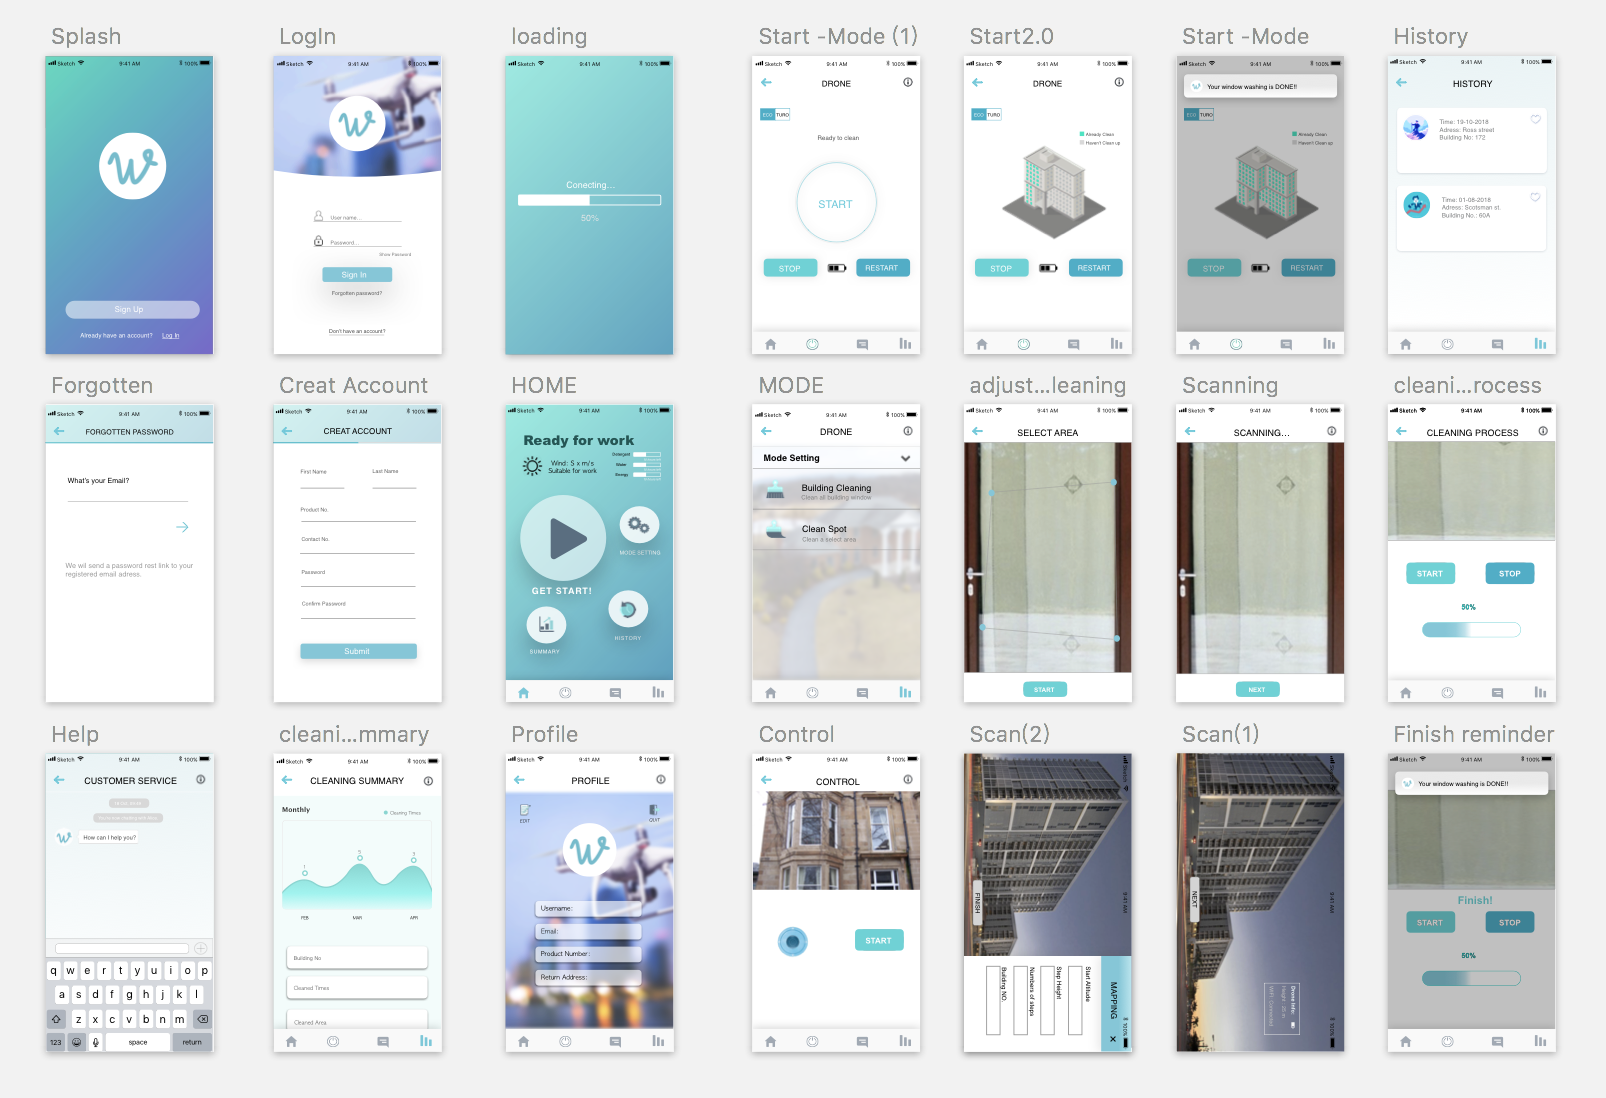 Splash
Sketch 9:41 AM 100%
W
Sign Up
Already have an account? Log In
LogIn
Sketch 9:41 AM 100%
W
User name...
Password...
Show Password
Sign In
Forgotten password?
Don't have an account?
loading
Sketch 9:41 AM 100%
Conecting...
50%
Start -Mode (1)
Sketch 9:41 AM 100%
DRONE
ECO TURO
Ready to clean
START
STOP RESTART
Start2.0
Sketch 9:41 AM 100%
DRONE
ECO TURO
Already Clean
Haven't Clean up
STOP RESTART
Start -Mode
Sketch 9:41 AM 100%
W Your window washing is DONE!!
ECO TURO
Already Clean
Haven't Clean up
STOP RESTART
History
Sketch 9:41 AM 100%
HISTORY
Time: 19-10-2018
Adress: Ross street
Building No: 172
Time: 01-08-2018
Adress: Scotsman st.
Building No.: 60A
Forgotten
Sketch 9:41 AM 100%
FORGOTTEN PASSWORD
What's your Email?
We wil send a password rest link to your
registered email adress.
Creat Account
Sketch 9:41 AM 100%
CREAT ACCOUNT
First Name Last Name
Product No.
Contact No.
Password
Confirm Password
Submit
HOME
Sketch 9:41 AM 100%
Ready for work
Wind: S x m/s
Suitable for work
Detergent
Water
Energy
MODE SETTING
GET START!
HISTORY
SUMMARY
MODE
Sketch 9:41 AM 100%
DRONE
Mode Setting
Building Cleaning
Clean all building window
Clean Spot
Clean a select area
adjust...leaning
Sketch 9:41 AM 100%
SELECT AREA
START
Scanning
Sketch 9:41 AM 100%
SCANNING...
NEXT
cleani...rocess
Sketch 9:41 AM 100%
CLEANING PROCESS
START STOP
50%
Help
Sketch 9:41 AM 100%
CUSTOMER SERVICE
W How can I help you?
q w e r t y u i o p
a s d f g h j k l
z x c v b n m
123 space return
cleani...mmary
Sketch 9:41 AM 100%
CLEANING SUMMARY
Monthly
Cleaning Times
1 5 5
FEB MAR APR
Building No
Cleaned Times
Cleaned Area
Profile
Sketch 9:41 AM 100%
PROFILE
EDIT QUIT
W
Username:
Email:
Product Number:
Return Address:
Control
Sketch 9:41 AM 100%
CONTROL
START
Scan(2)
Sketch 9:41 AM 100%
FINISH
MAPPING
X
Start Altitude
Step Height
Numbers of steps
Building NO.
Scan(1)
Sketch 9:41 AM 100%
NEXT
Drone Info:
Finish reminder
Sketch 9:41 AM 100%
W Your window washing is DONE!!
Finish!
START STOP
50%